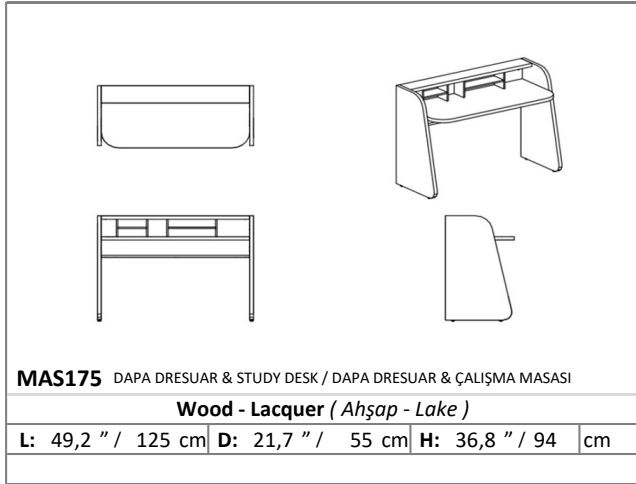 MAS175 DAPA DRESUAR & STUDY DESK / DAPA DRESUAR & ÇALIŞMA MASASI
Wood - Lacquer ( Ahşap - Lake )
L: 49,2 ” / 125 cm D: 21,7 ” / 55 cm H: 36,8 ” / 94 cm